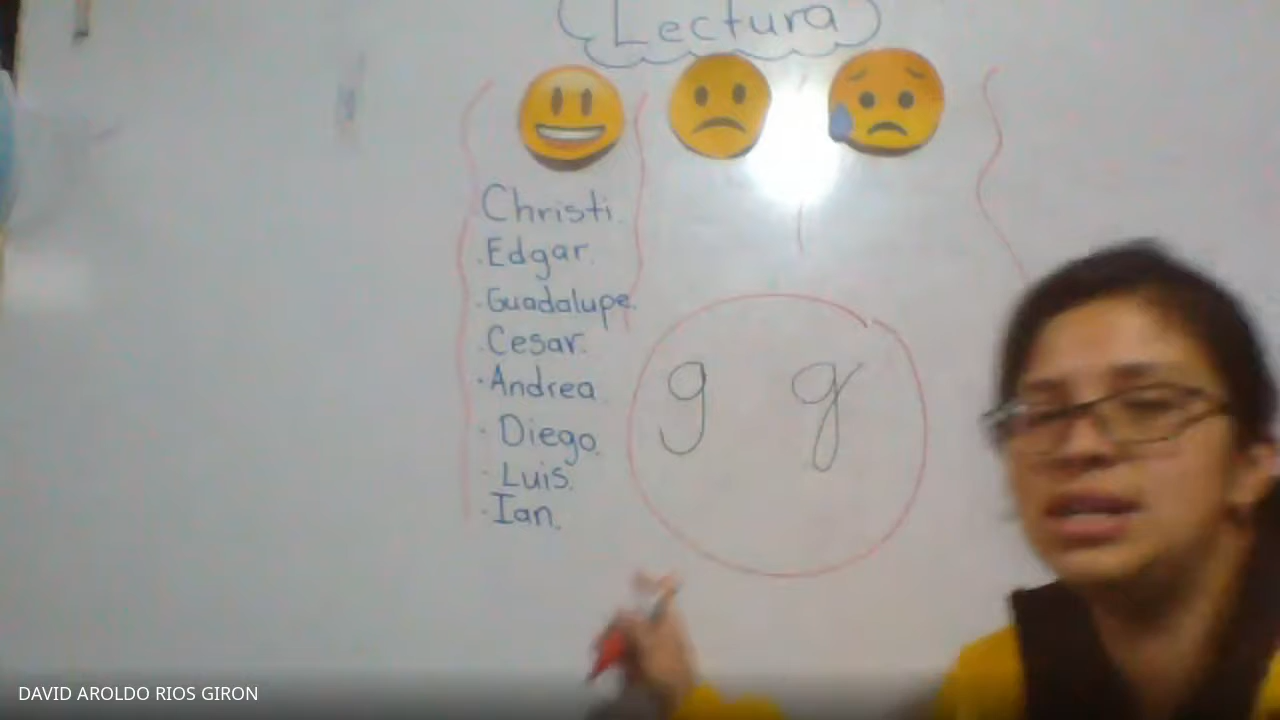 Lectura
Christi.
·Edgar.
·Guadalupe.
·Cesar.
·Andrea
·Diego.
·Luis.
·Ian.
g g
DAVID AROLDO RIOS GIRON